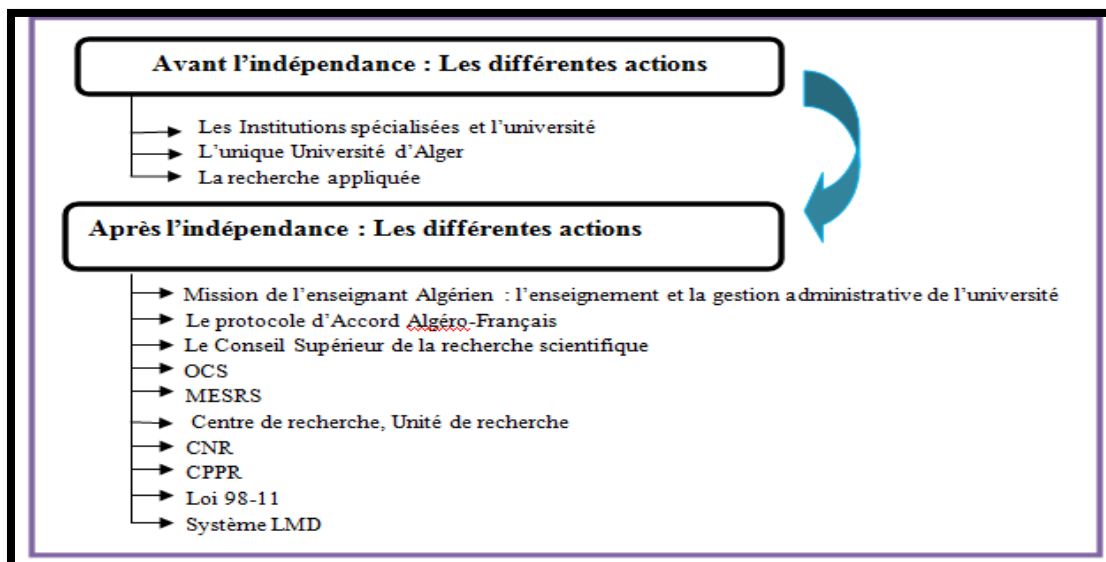 Avant l’indépendance : Les différentes actions
Les Institutions spécialisées et l’université
L’unique Université d’Alger
La recherche appliquée
Après l’indépendance : Les différentes actions
Mission de l’enseignant Algérien : l’enseignement et la gestion administrative de l’université
Le protocole d’Accord Algéro-Français
Le Conseil Supérieur de la recherche scientifique
OCS
MESRS
Centre de recherche, Unité de recherche
CNR
CPPR
Loi 98-11
Système LMD